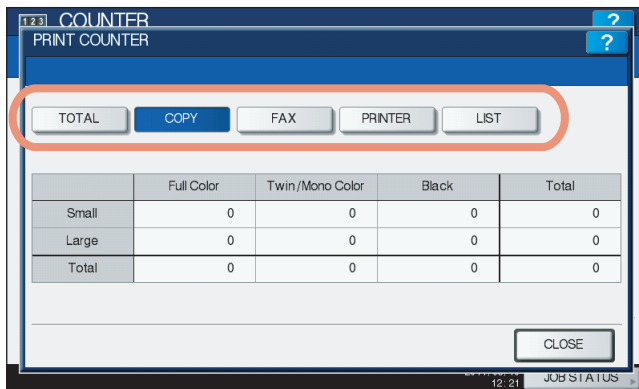 123 COUNTER ?
PRINT COUNTER ?
TOTAL COPY FAX PRINTER LIST
Full Color Twin/Mono Color Black Total
Small 0 0 0 0
Large 0 0 0 0
Total 0 0 0 0
CLOSE
12:21 JOB STATUS